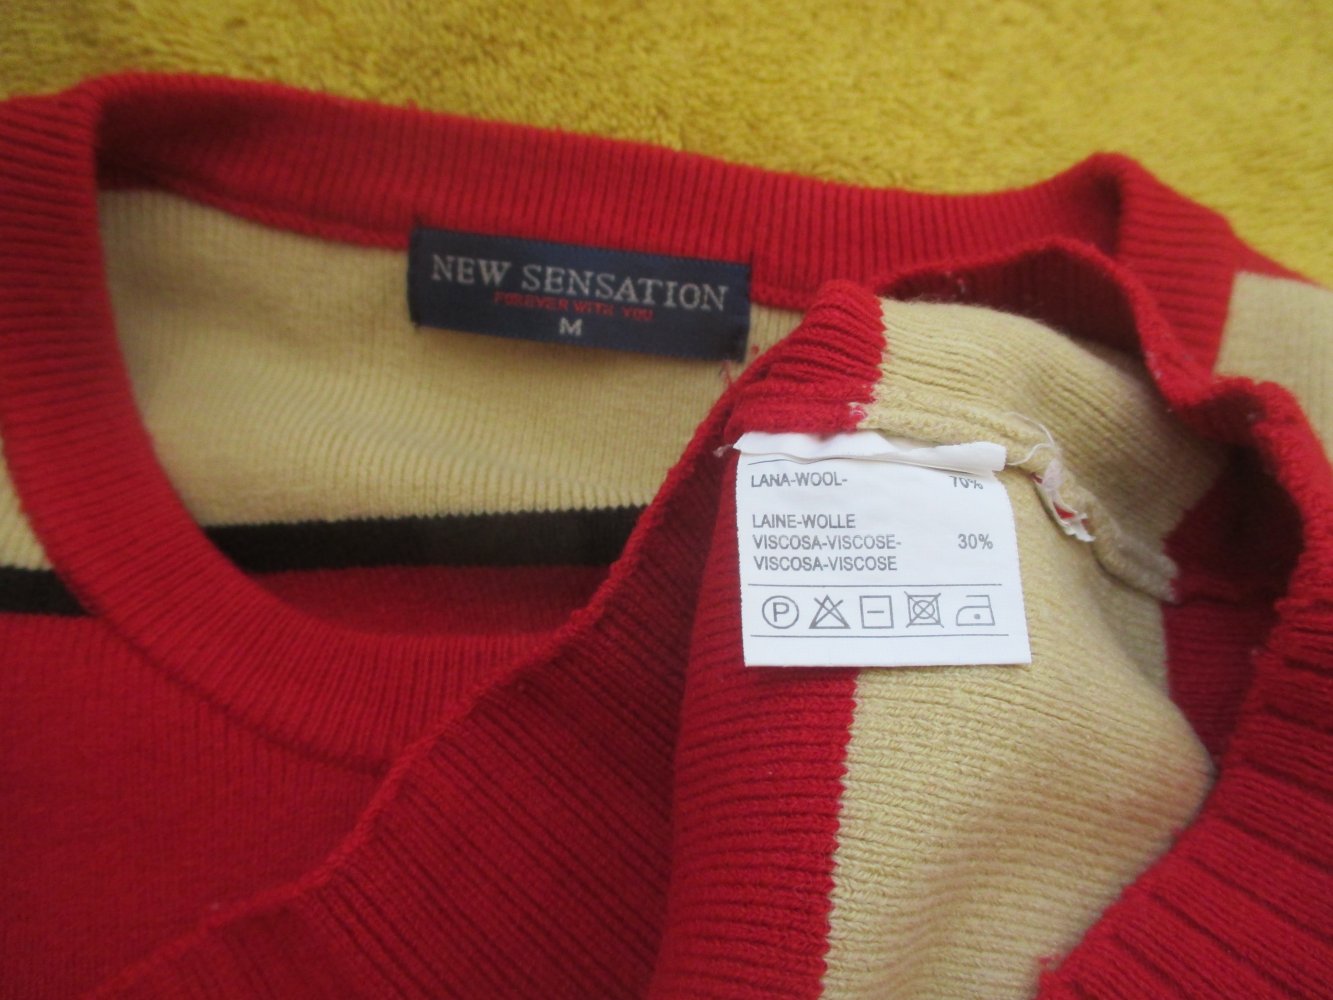 NEW SENSATION
FOREVER WITH YOU
M
LANA-WOOL- 70%
LAINE-WOLLE
VISCOSA-VISCOSE- 30%
VISCOSA-VISCOSE
P